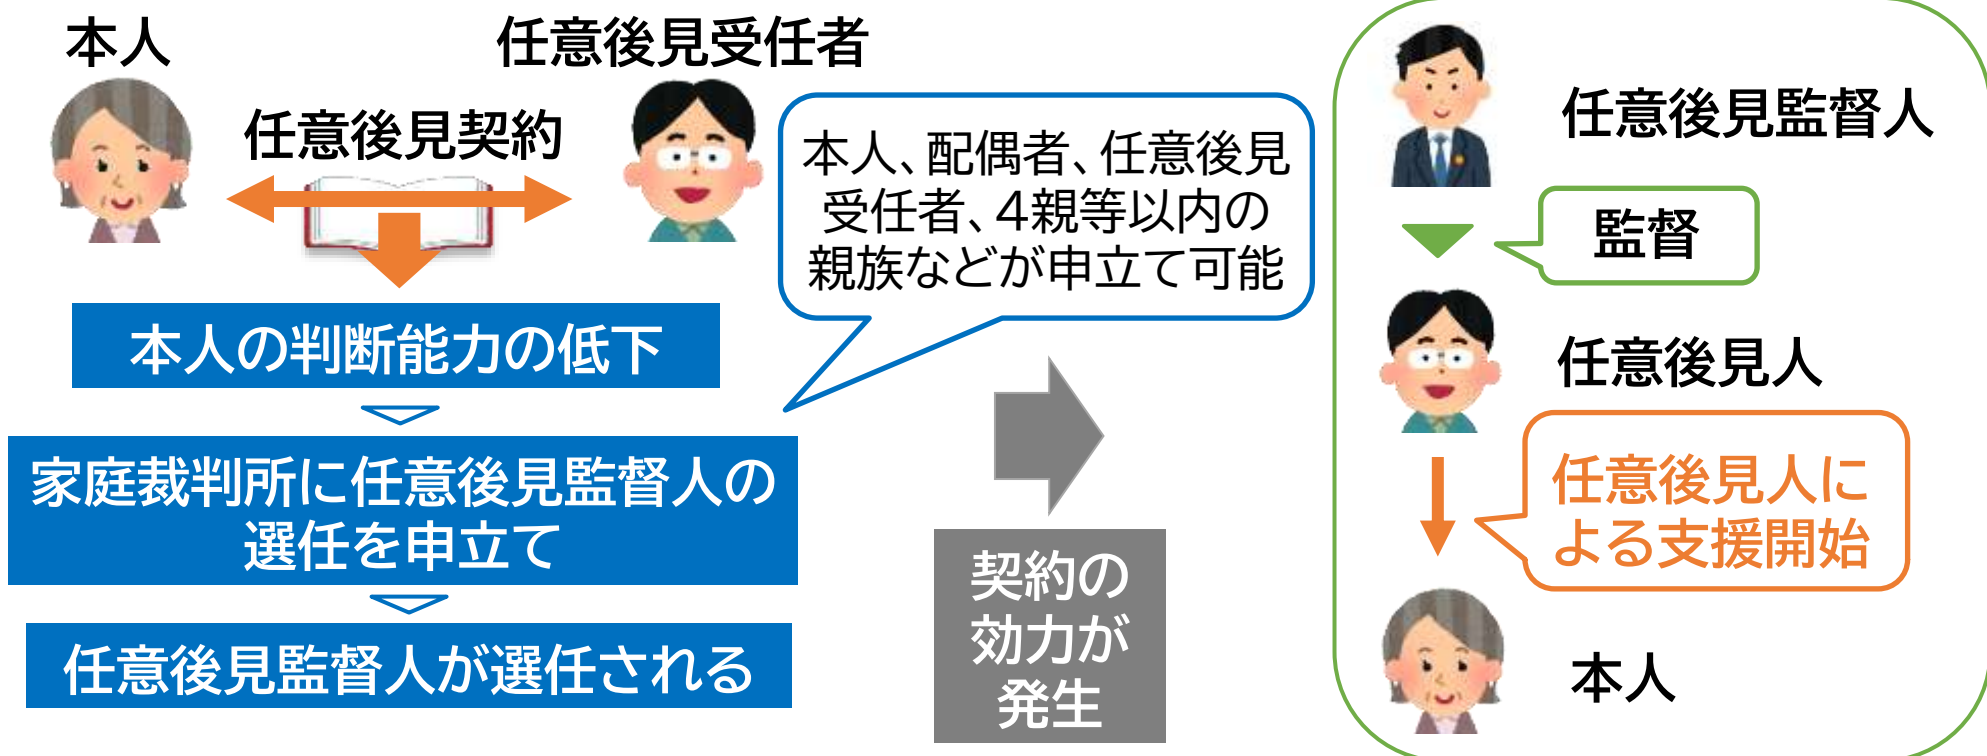 本人
任意後見受任者
任意後見契約
本人、配偶者、任意後見
受任者、4親等以内の
親族などが申立て可能
本人の判断能力の低下
家庭裁判所に任意後見監督人の
選任を申立て
任意後見監督人が選任される
契約の
効力が
発生
任意後見監督人
監督
任意後見人
任意後見人に
よる支援開始
本人